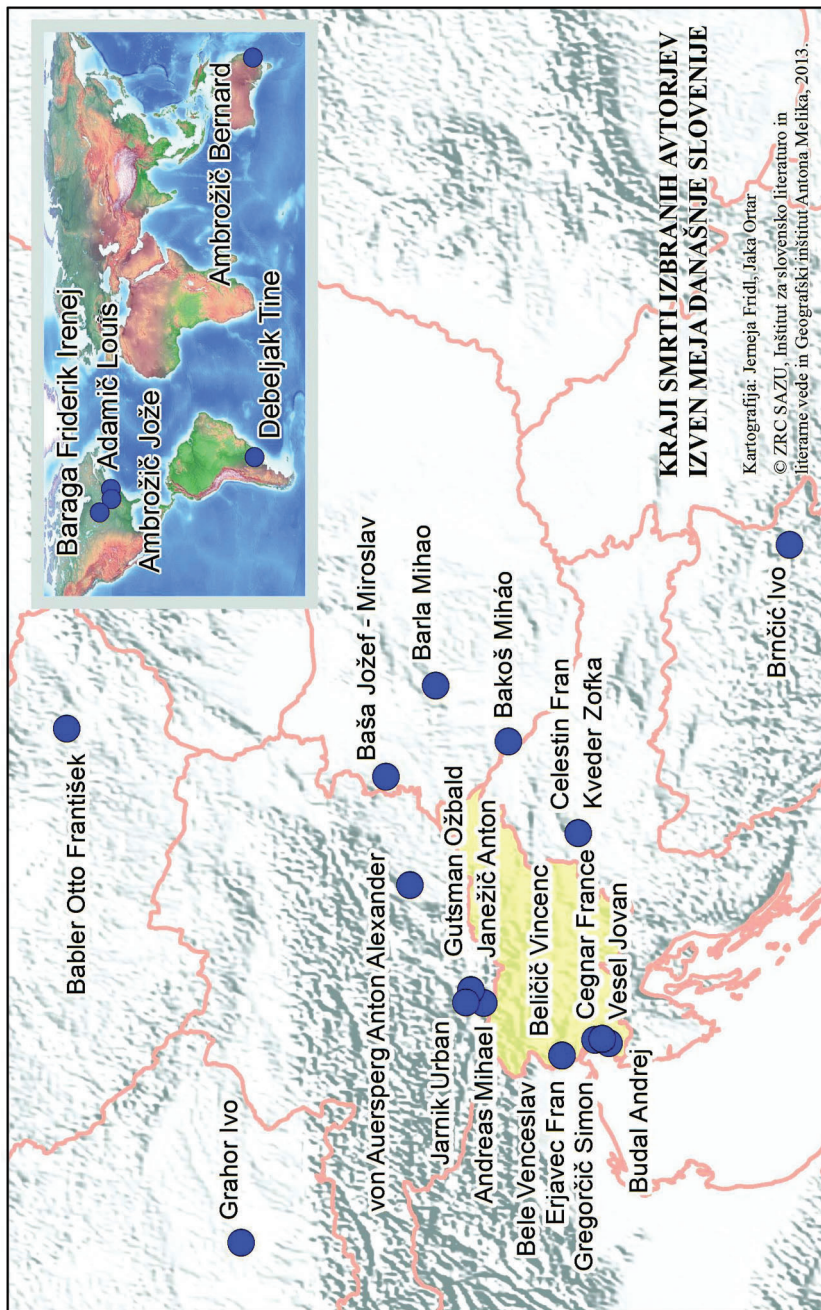 Baraga Friderik Irenej
Adamič Louis
Ambrožič Jože
Ambrožič Bernard
Debeljak Tine
Babler Otto František
Grahor Ivo
Baša Jožef - Miroslav
von Auersperg Anton Alexander
Barla Mihao
Gutsman Ožbald
Janežič Anton
Jarnik Urban
Andreas Mihael
Bakoš Miháo
Beličič Vincenc
Bele Venceslav
Erjavec Fran
Gregorčič Simon
Celestin Fran
Kveder Zofka
Cegnar France
Vesel Jovan
Budal Andrej
Brnčić Ivo
KRAJI SMRTI IZBRANIH AVTORJEV
IZVEN MEJA DANAŠNJE SLOVENIJE
Kartografija: Jerneja Fridl, Jaka Ortar
© ZRC SAZU, Inštitut za slovensko literaturo in
literarne vede in Geografski inštitut Antona Melika, 2013.